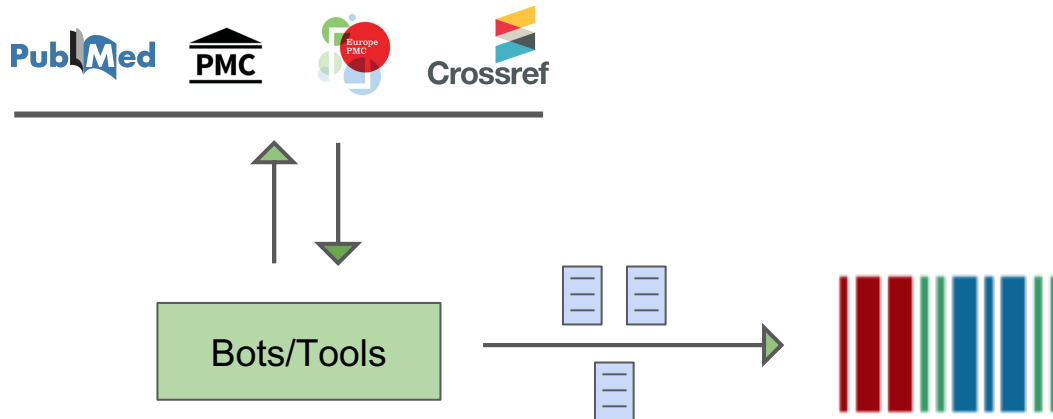 PubMed
PMC
Europe
PMC
Crossref
Bots/Tools